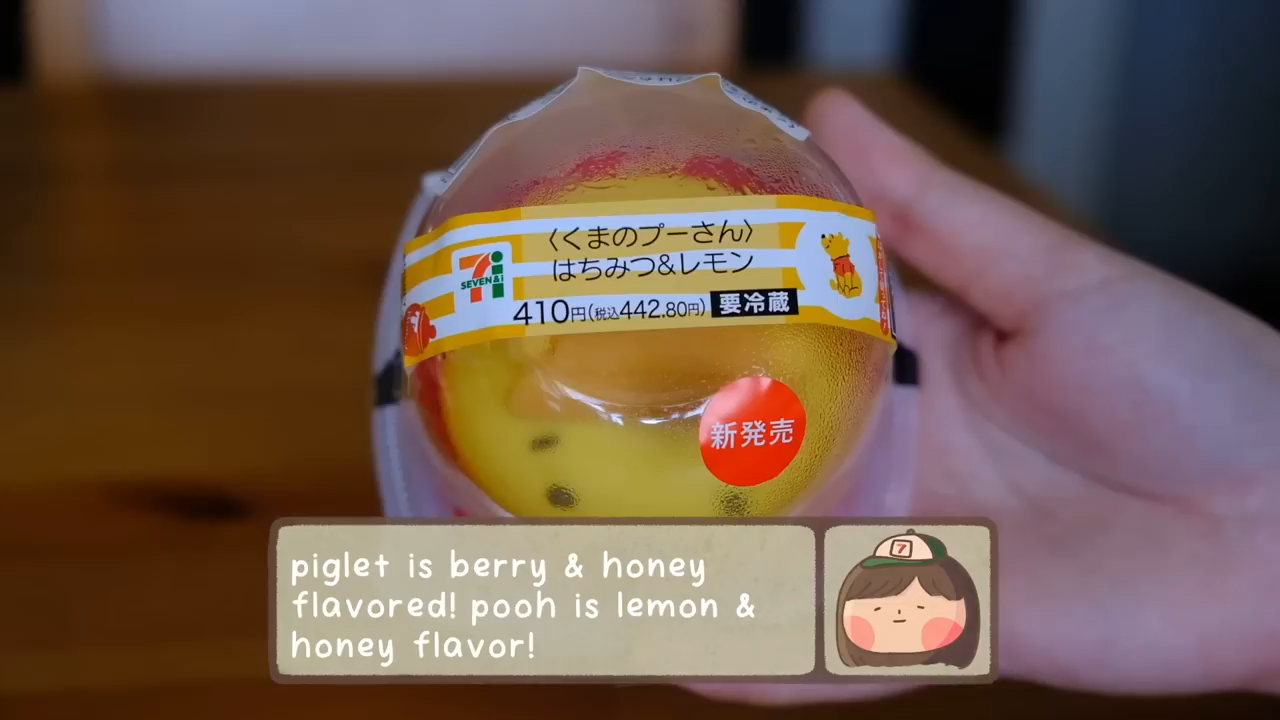 〈くまのプーさん〉
はちみつ&レモン
7i
SEVEN&i
410円(税込442.80円) 要冷蔵
新発売
piglet is berry & honey
flavored! pooh is lemon &
honey flavor!
7